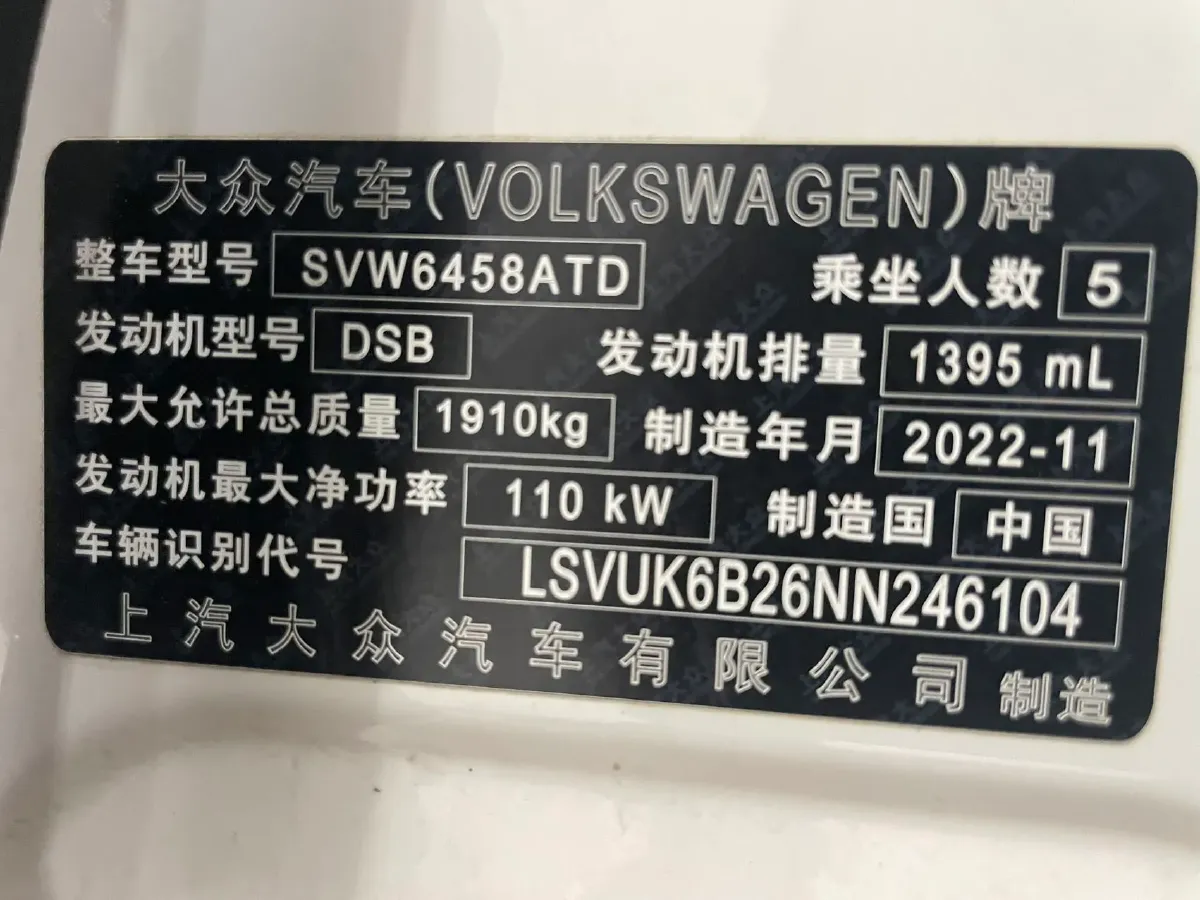 大众汽车(VOLKSWAGEN)牌
整车型号 SVW6458ATD 乘坐人数 5
发动机型号 DSB 发动机排量 1395 mL
最大允许总质量 1910kg 制造年月 2022-11
发动机最大净功率 110 kW 制造国 中国
车辆识别代号 LSVUK6B26NN246104
上汽大众汽车有限公司 制造